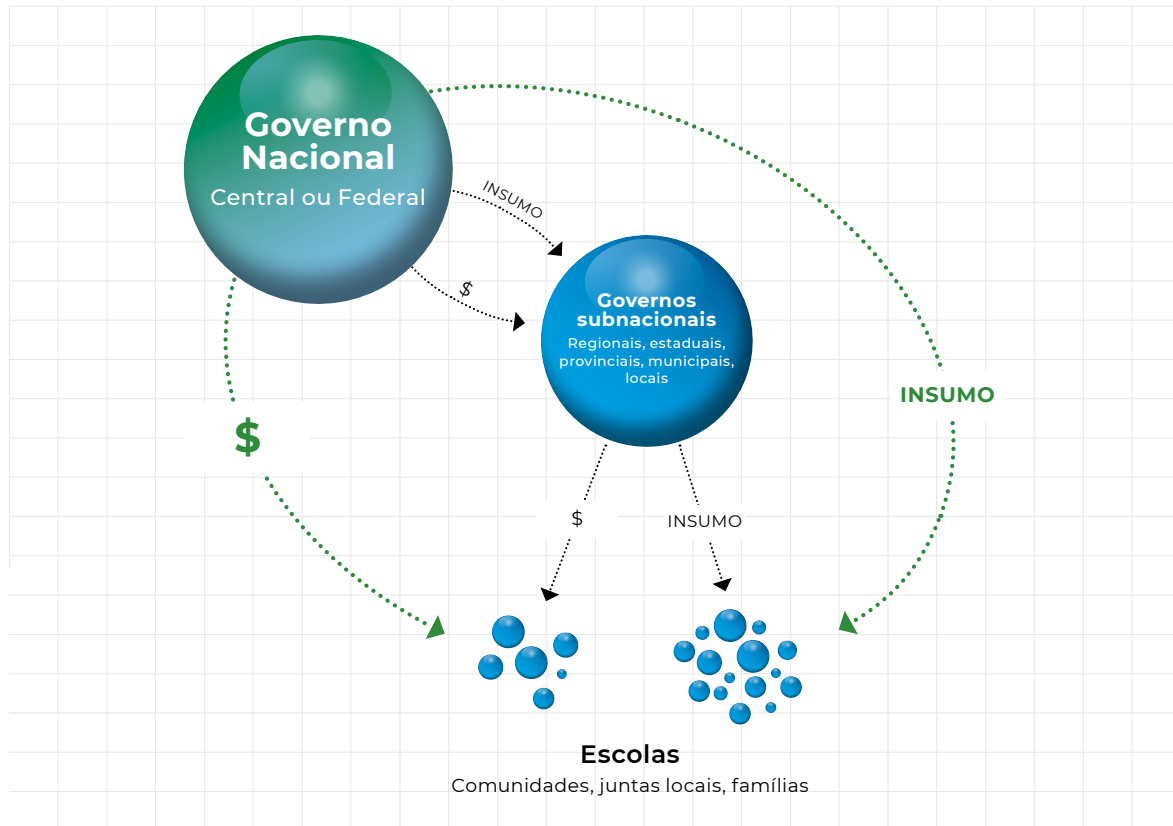 Governo
Nacional
Central ou Federal
INSUMO
$
Governos
subnacionais
Regionais, estaduais,
provinciais, municipais,
locais
INSUMO
$
$
INSUMO
Escolas
Comunidades, juntas locais, famílias